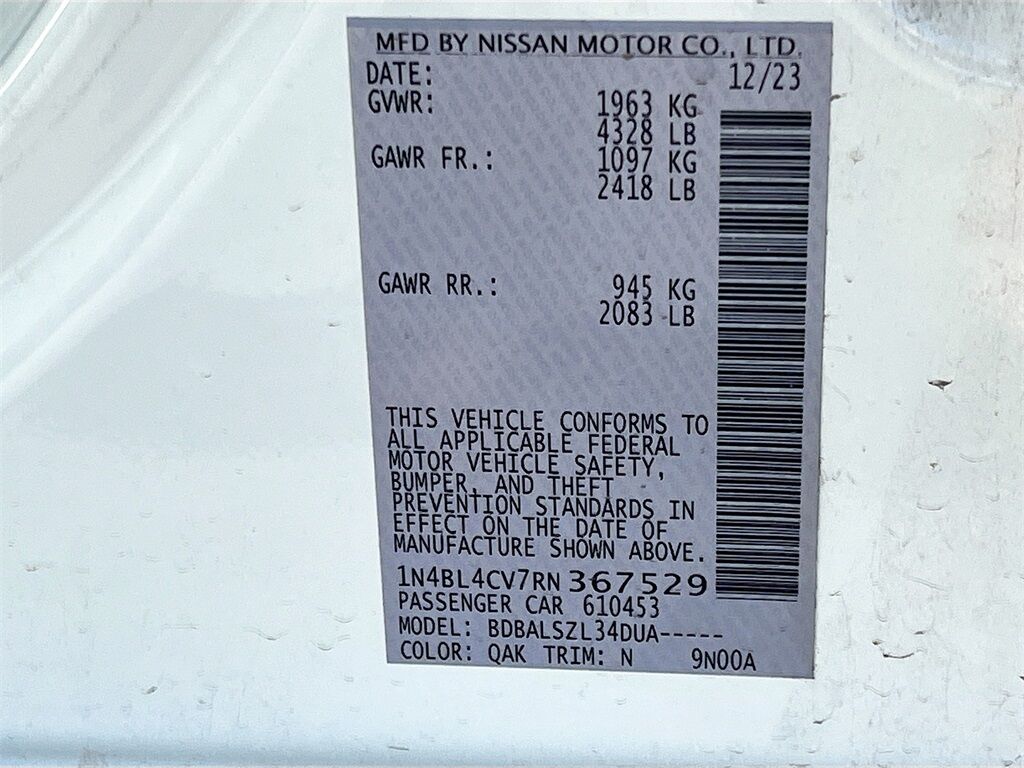 MFD BY NISSAN MOTOR CO., LTD.
DATE: 12/23
GVWR: 1963 KG
4328 LB
GAWR FR.: 1097 KG
2418 LB
GAWR RR.: 945 KG
2083 LB
THIS VEHICLE CONFORMS TO
ALL APPLICABLE FEDERAL
MOTOR VEHICLE SAFETY,
BUMPER, AND THEFT
PREVENTION STANDARDS IN
EFFECT ON THE DATE OF
MANUFACTURE SHOWN ABOVE.
1N4BL4CV7RN367529
PASSENGER CAR 610453
MODEL: BDBALSZL34DUA-----
COLOR: QAK TRIM: N 9N00A